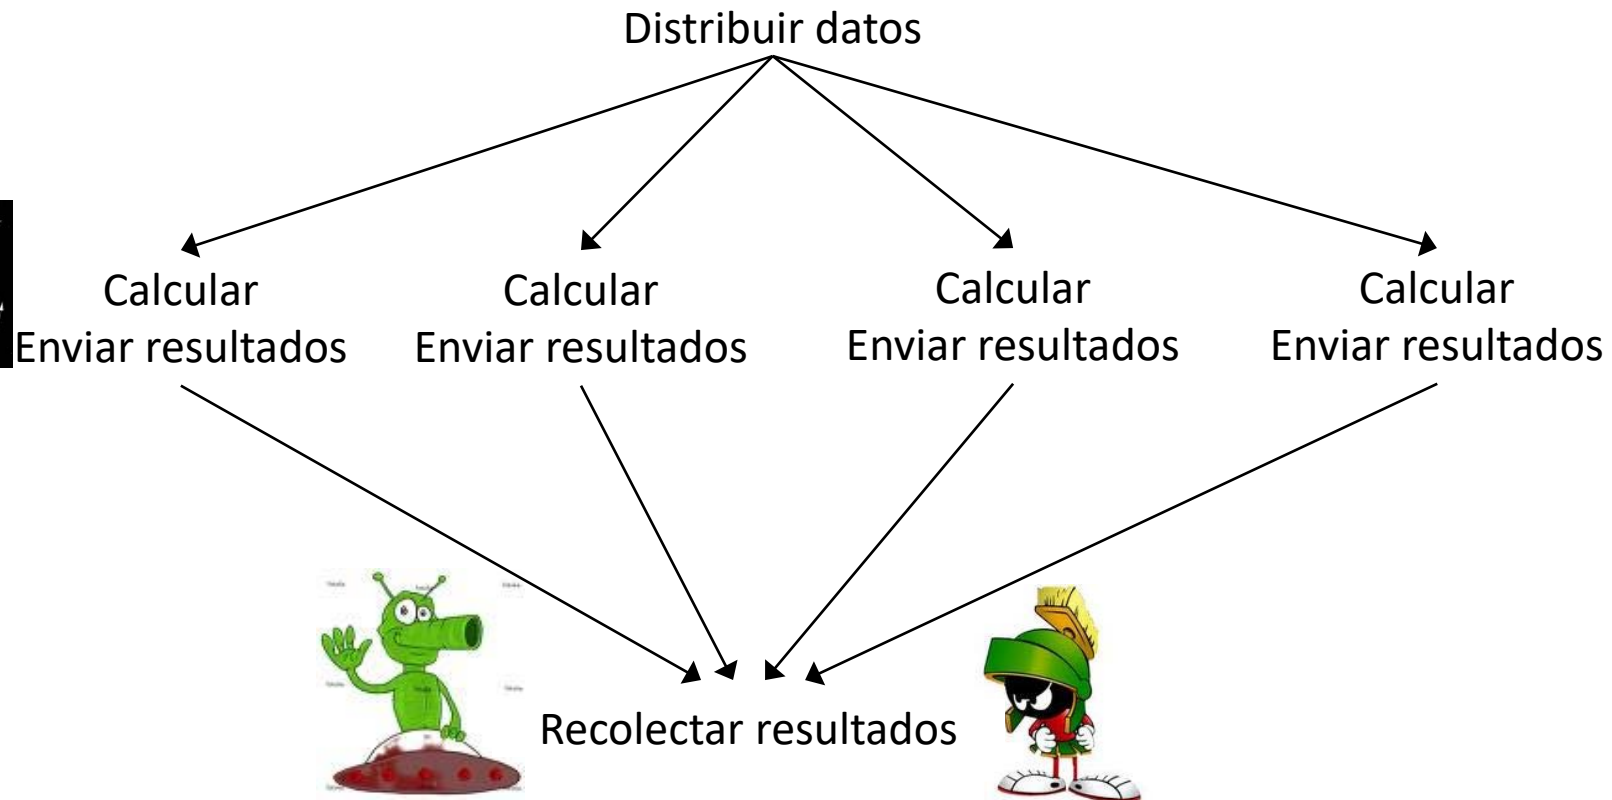 Distribuir datos
Calcular
Enviar resultados
Calcular
Enviar resultados
Calcular
Enviar resultados
Calcular
Enviar resultados
Recolectar resultados